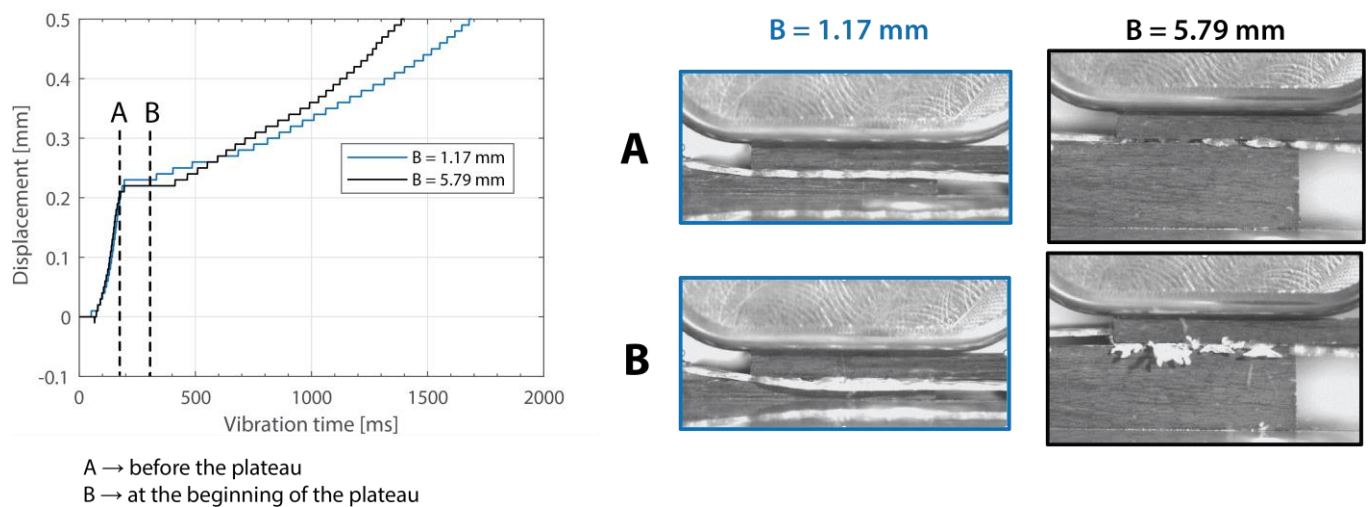 B = 1.17 mm
B = 5.79 mm
0.5
0.4
0.3
0.2
0.1
0
-0.1
Displacement [mm]
A
B
B = 1.17 mm
B = 5.79 mm
0
500
1000
1500
2000
Vibration time [ms]
A → before the plateau
B → at the beginning of the plateau
A
B